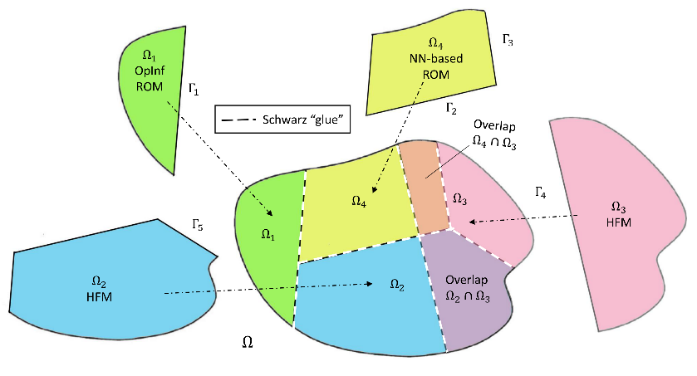 Ω₁
OpInf
ROM
Γ₁
Ω₄
NN-based
ROM
Γ₃
Γ₂
Schwarz “glue”
Overlap
Ω₄ ∩ Ω₃
Ω₃
HFM
Γ₄
Ω₂
HFM
Γ₅
Ω₁
Ω₄
Ω₃
Ω₂
Overlap
Ω₂ ∩ Ω₃
Ω